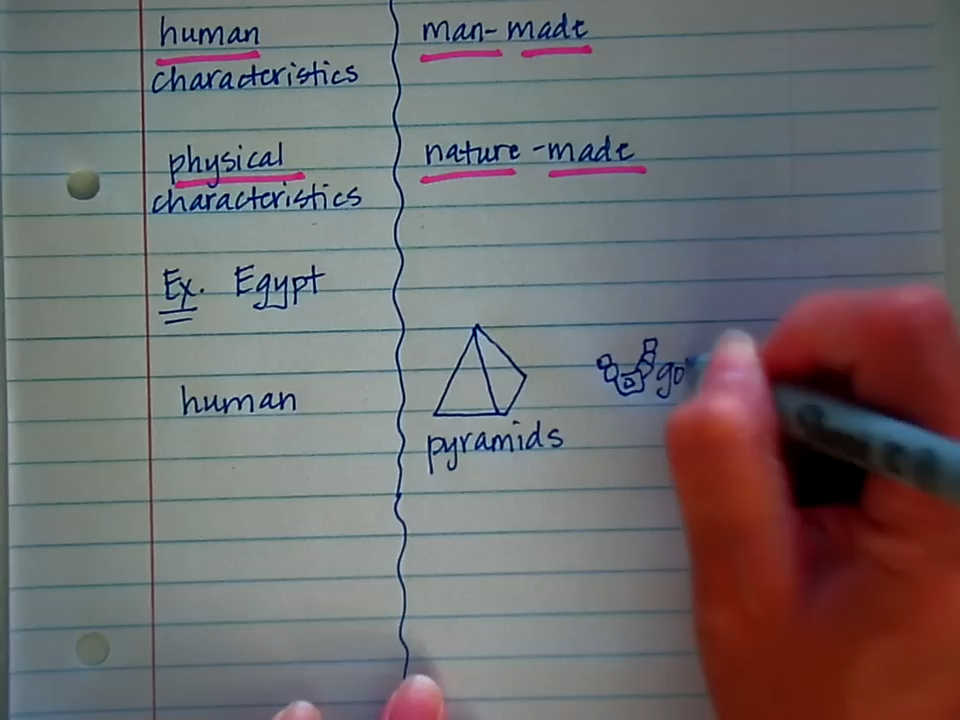 human man-made
characteristics
physical nature-made
characteristics
Ex. Egypt
human
pyramids